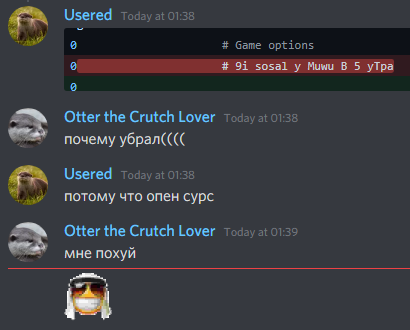 Usered Today at 01:38
0 # Game options
0 # 9i sosal y Muwu B 5 yTpa
0
Otter the Crutch Lover Today at 01:38
почему убрал((((
Usered Today at 01:38
потому что опен сурс
Otter the Crutch Lover Today at 01:39
мне похуй